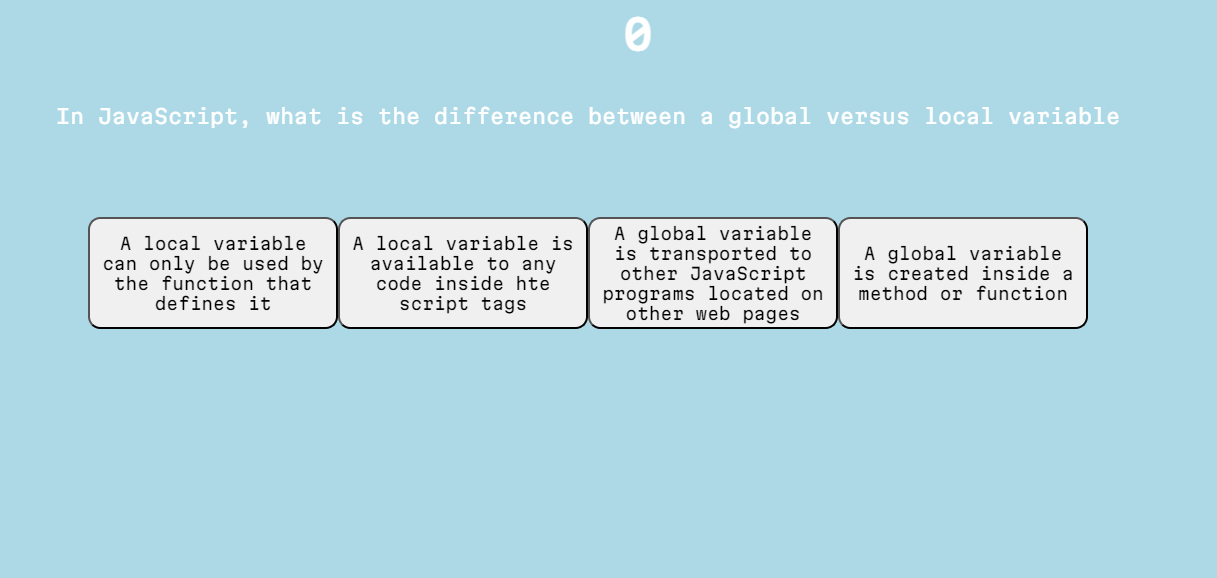 0
In JavaScript, what is the difference between a global versus local variable
A local variable
can only be used by
the function that
defines it
A local variable is
available to any
code inside hte
script tags
A global variable
is transported to
other JavaScript
programs located on
other web pages
A global variable
is created inside a
method or function